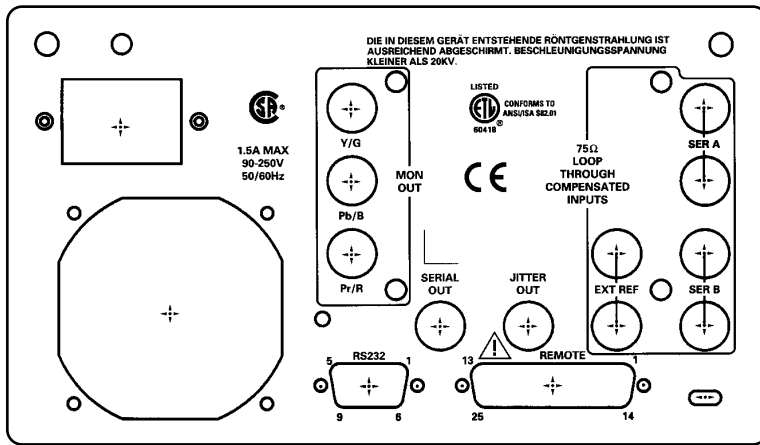 DIE IN DIESEM GERÄT ENTSTEHENDE RÖNTGENSTRAHLUNG IST
AUSREICHEND ABGESCHIRMT. BESCHLEUNIGUNGSSPANNUNG
KLEINER ALS 20KV.
SA ®
1.5A MAX
90-250V
50/60Hz
Y/G
Pb/B
Pr/R
MON
OUT
LISTED
ETL ®
60418
CONFORMS TO
ANSI/ISA S82.01
CE
75Ω
LOOP
THROUGH
COMPENSATED
INPUTS
SER A
EXT REF
SER B
SERIAL
OUT
JITTER
OUT
RS232
5
1
9
6
!
REMOTE
13
1
25
14